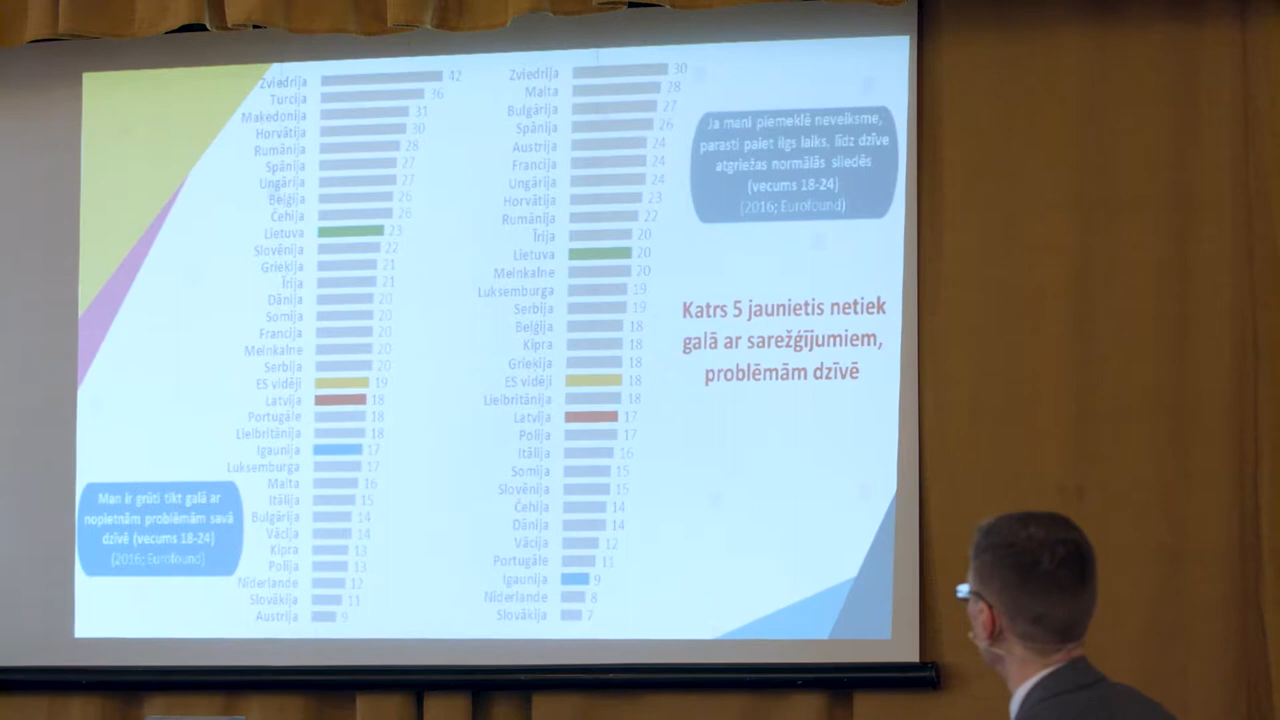 Zviedrija 42
Turcija 36
Makedonija 31
Horvātija 30
Rumānija 28
Spānija 27
Ungārija 27
Beļģija 26
Čehija 26
Lietuva 23
Slovēnija 22
Grieķija 21
Īrija 21
Dānija 20
Somija 20
Francija 20
Melnkalne 20
Serbija 20
ES vidēji 19
Latvija 18
Portugāle 18
Lielbritānija 18
Igaunija 17
Luksemburga 17
Malta 16
Itālija 15
Bulgārija 14
Vācija 14
Kipra 13
Polija 13
Nīderlande 12
Slovākija 11
Austrija 9
Man ir grūti tikt galā ar
nopietnām problēmām savā
dzīvē (vecums 18-24)
(2016; Eurofound)
Zviedrija 30
Malta 28
Bulgārija 27
Spānija 26
Austrija 24
Francija 24
Ungārija 24
Horvātija 23
Rumānija 22
Īrija 20
Lietuva 20
Melnkalne 20
Luksemburga 19
Serbija 19
Beļģija 18
Kipra 18
Grieķija 18
ES vidēji 18
Lielbritānija 18
Latvija 17
Polija 17
Itālija 16
Somija 15
Slovēnija 15
Čehija 14
Dānija 14
Vācija 12
Portugāle 11
Igaunija 9
Nīderlande 8
Slovākija 7
Ja mani piemeklē neveiksme,
parasti paiet ilgs laiks, līdz dzīve
atgriežas normālās sliedēs
(vecums 18-24)
(2016; Eurofound)
Katrs 5 jaunietis netiek
galā ar sarežģījumiem,
problēmām dzīvē